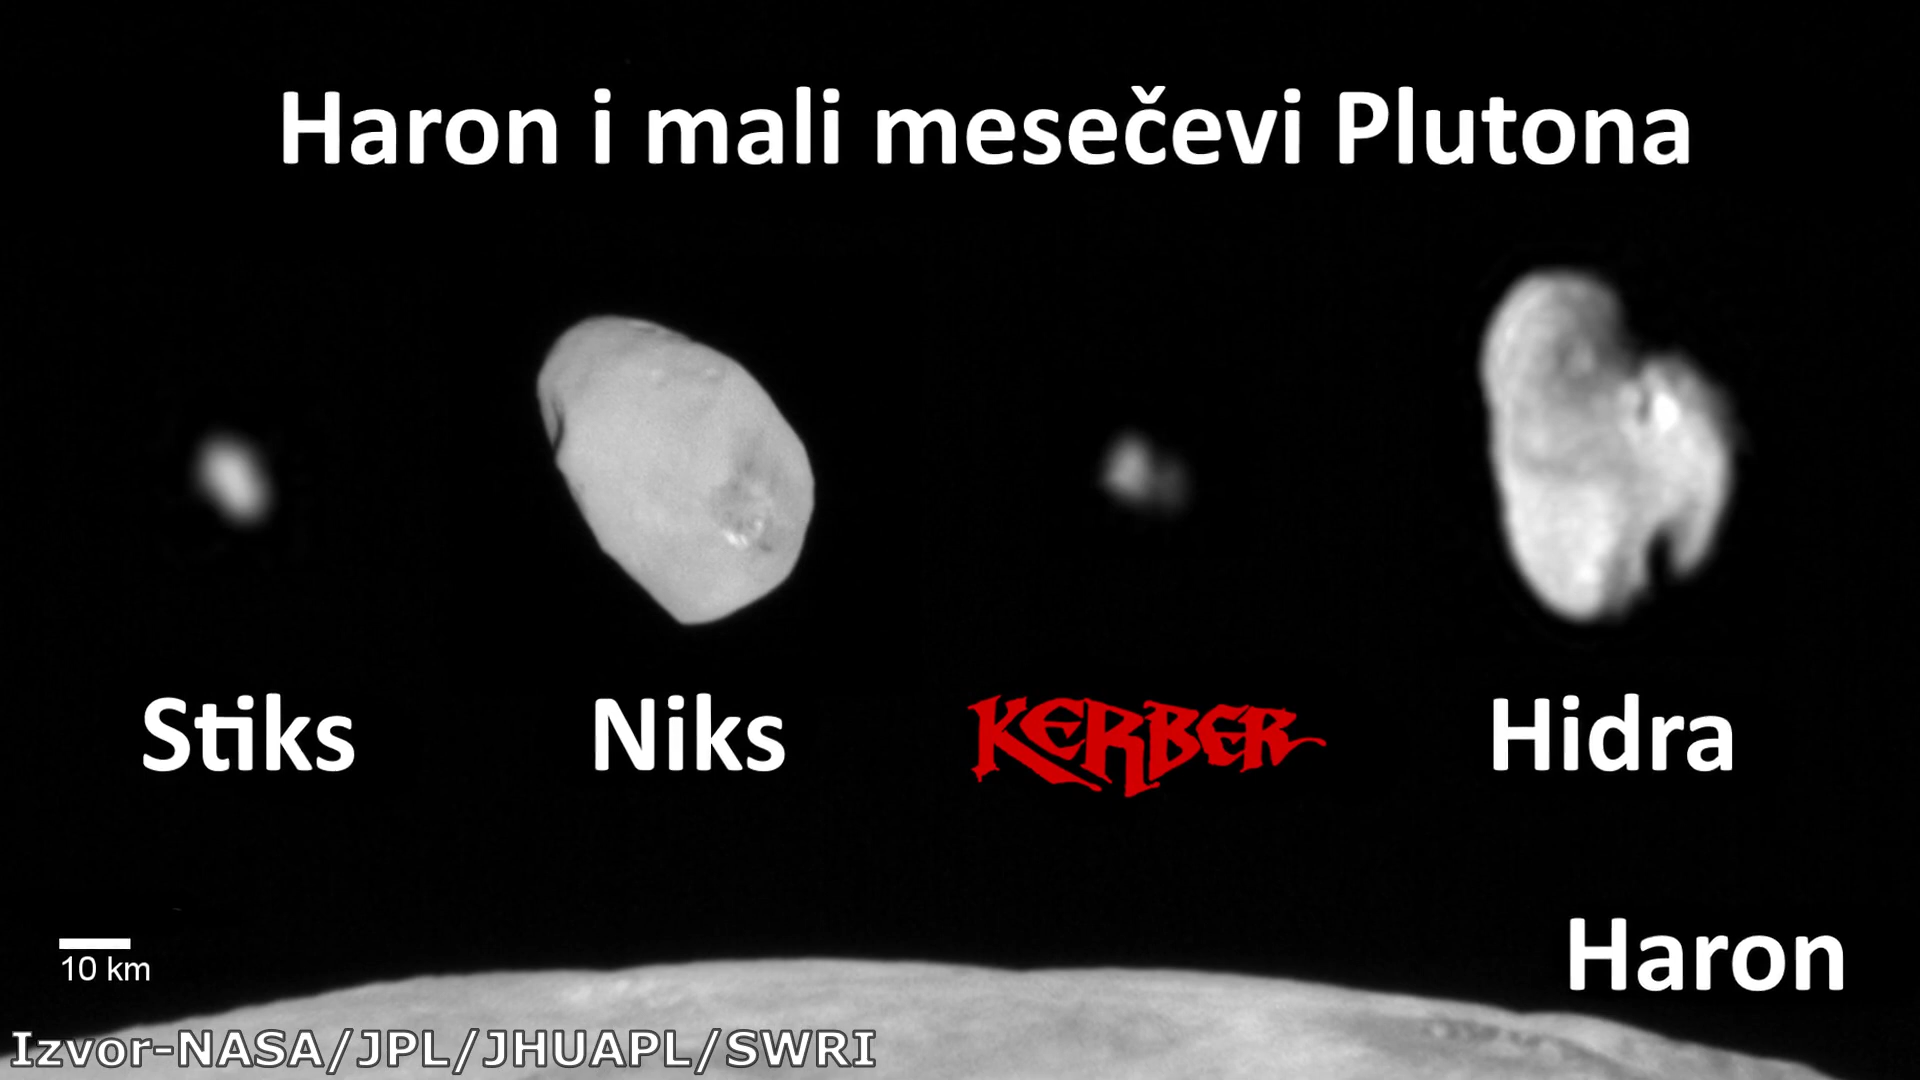 Haron i mali mesečevi Plutona
Stiks
Niks
KERBER
Hidra
Haron
10 km
Izvor-NASA/JPL/JHUAPL/SWRI